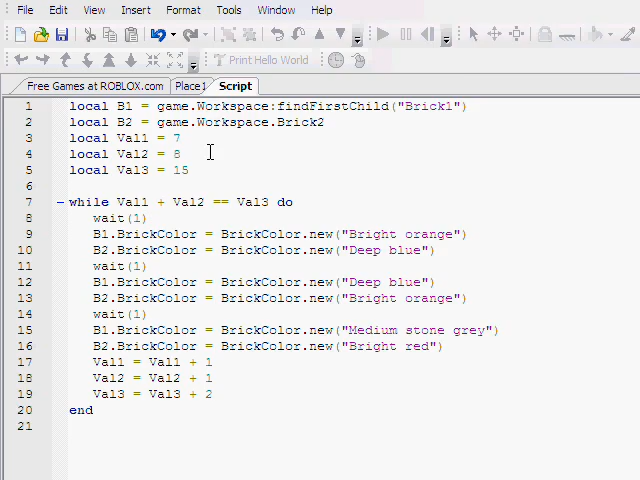 File Edit View Insert Format Tools Window Help
Print Hello World
Free Games at ROBLOX.com Place1 Script
1 local B1 = game.Workspace:findFirstChild("Brick1")
2 local B2 = game.Workspace.Brick2
3 local Val1 = 7
4 local Val2 = 8
5 local Val3 = 15
6
7 while Val1 + Val2 == Val3 do
8 wait(1)
9 B1.BrickColor = BrickColor.new("Bright orange")
10 B2.BrickColor = BrickColor.new("Deep blue")
11 wait(1)
12 B1.BrickColor = BrickColor.new("Deep blue")
13 B2.BrickColor = BrickColor.new("Bright orange")
14 wait(1)
15 B1.BrickColor = BrickColor.new("Medium stone grey")
16 B2.BrickColor = BrickColor.new("Bright red")
17 Val1 = Val1 + 1
18 Val2 = Val2 + 1
19 Val3 = Val3 + 2
20 end
21